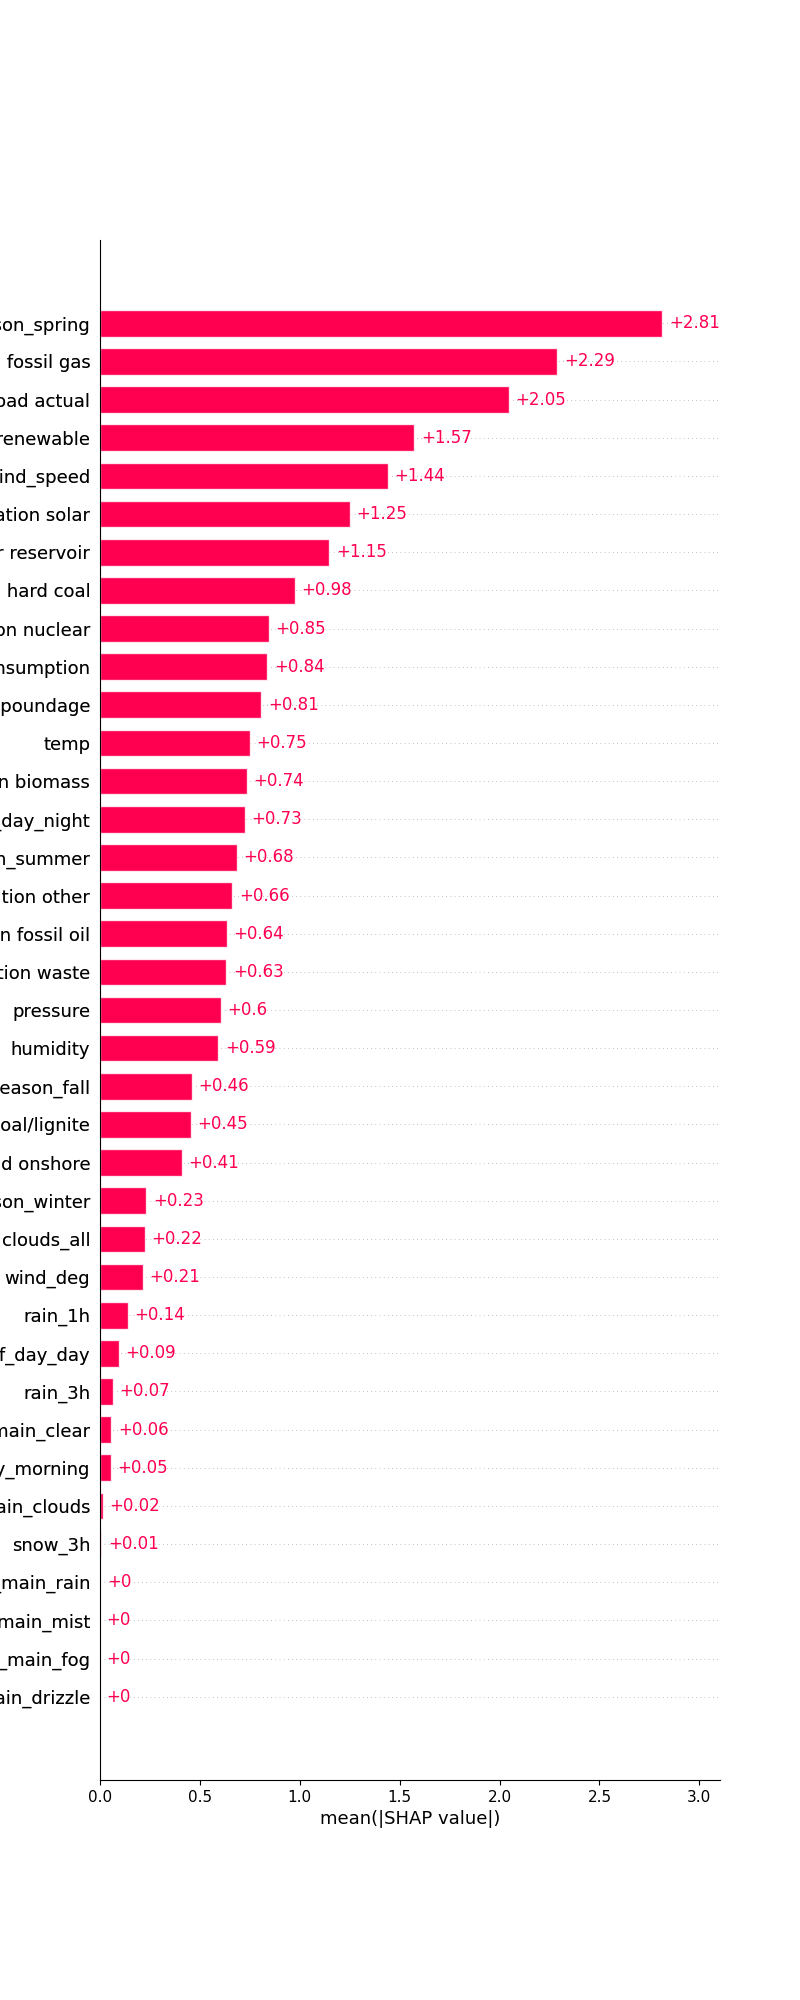 son_spring +2.81
fossil gas +2.29
oad actual +2.05
renewable +1.57
ind_speed +1.44
ation solar +1.25
r reservoir +1.15
hard coal +0.98
on nuclear +0.85
nsumption +0.84
poundage +0.81
temp +0.75
n biomass +0.74
_day_night +0.73
n_summer +0.68
tion other +0.66
n fossil oil +0.64
tion waste +0.63
pressure +0.6
humidity +0.59
eason_fall +0.46
oal/lignite +0.45
d onshore +0.41
son_winter +0.23
clouds_all +0.22
wind_deg +0.21
rain_1h +0.14
f_day_day +0.09
rain_3h +0.07
main_clear +0.06
y_morning +0.05
ain_clouds +0.02
snow_3h +0.01
_main_rain +0
main_mist +0
_main_fog +0
ain_drizzle +0
0.0 0.5 1.0 1.5 2.0 2.5 3.0
mean(|SHAP value|)